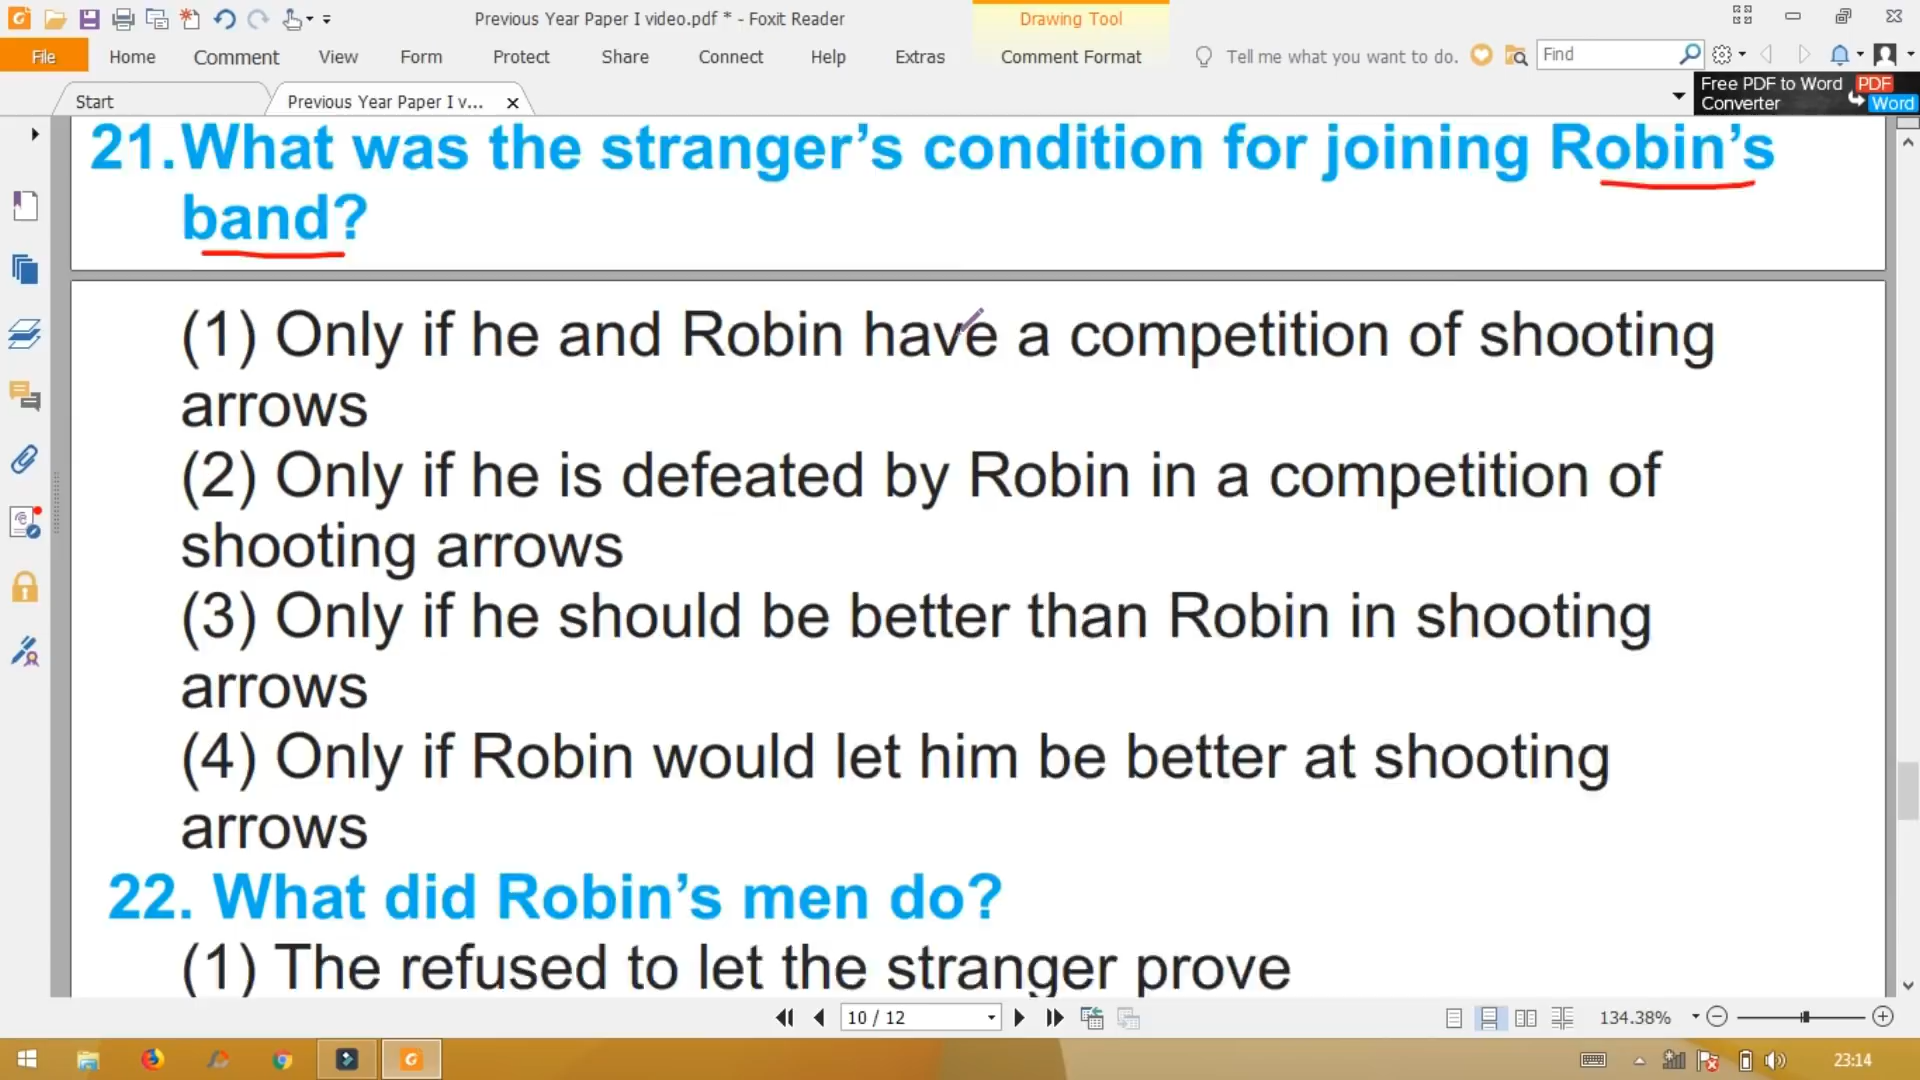 Previous Year Paper I video.pdf * - Foxit Reader
Drawing Tool
File
Home
Comment
View
Form
Protect
Share
Connect
Help
Extras
Comment Format
Tell me what you want to do.
Find
Start
Previous Year Paper I v...
Free PDF to Word
Converter
PDF
Word
21.What was the stranger’s condition for joining Robin’s
band?
(1) Only if he and Robin have a competition of shooting
arrows
(2) Only if he is defeated by Robin in a competition of
shooting arrows
(3) Only if he should be better than Robin in shooting
arrows
(4) Only if Robin would let him be better at shooting
arrows
22. What did Robin’s men do?
(1) The refused to let the stranger prove
10 / 12
134.38%
23:14